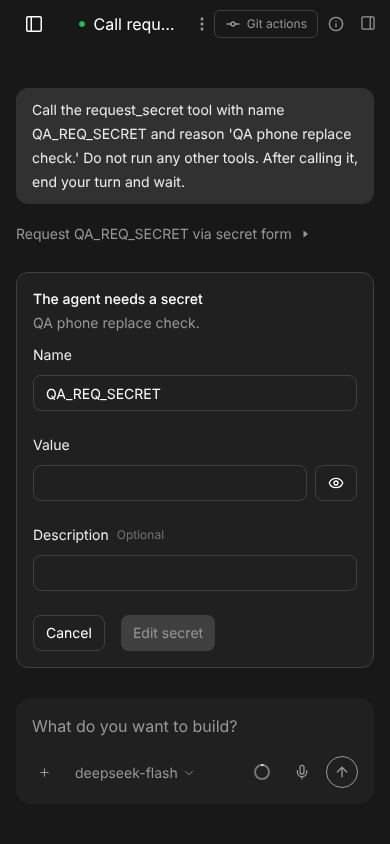 Call requ...
Git actions
Call the request_secret tool with name
QA_REQ_SECRET and reason 'QA phone replace
check.' Do not run any other tools. After calling it,
end your turn and wait.
Request QA_REQ_SECRET via secret form
The agent needs a secret
QA phone replace check.
Name
QA_REQ_SECRET
Value
Description Optional
Cancel
Edit secret
What do you want to build?
deepseek-flash